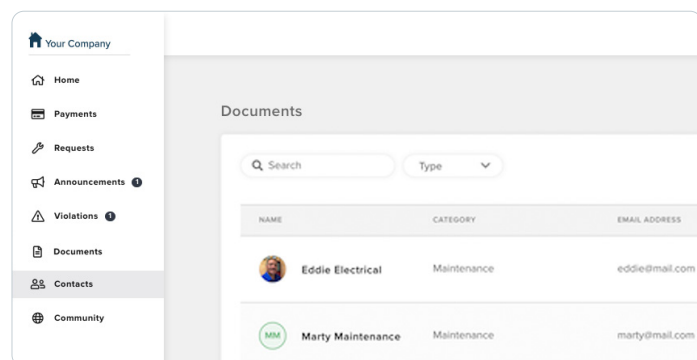 Your Company
Home
Payments
Requests
Announcements 1
Violations 1
Documents
Contacts
Community
Documents
Search
Type
NAME CATEGORY EMAIL ADDRESS
Eddie Electrical Maintenance eddie@mail.com
MM Marty Maintenance Maintenance marty@mail.com